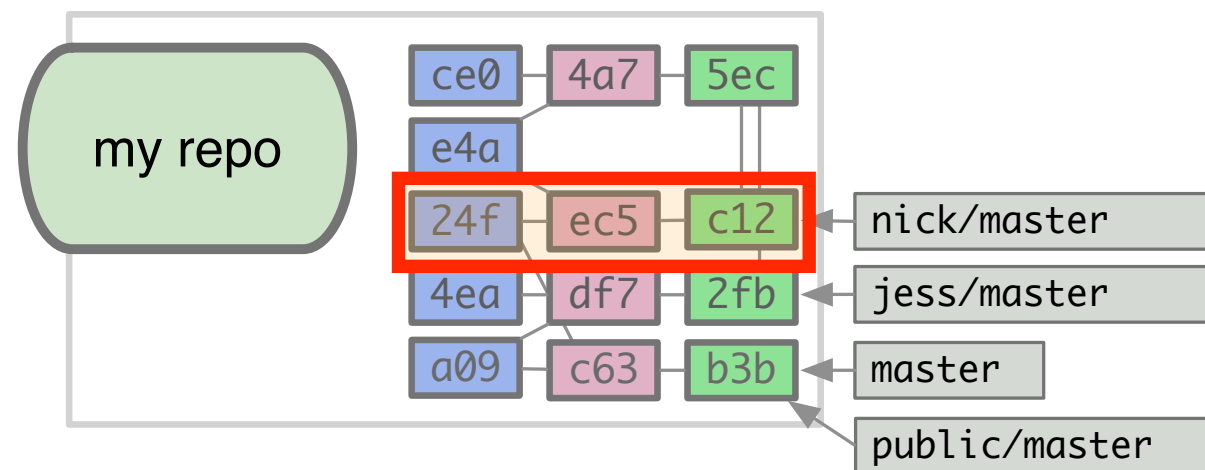 my repo
ce0 4a7 5ec
e4a
24f ec5 c12 nick/master
4ea df7 2fb jess/master
a09 c63 b3b master
public/master